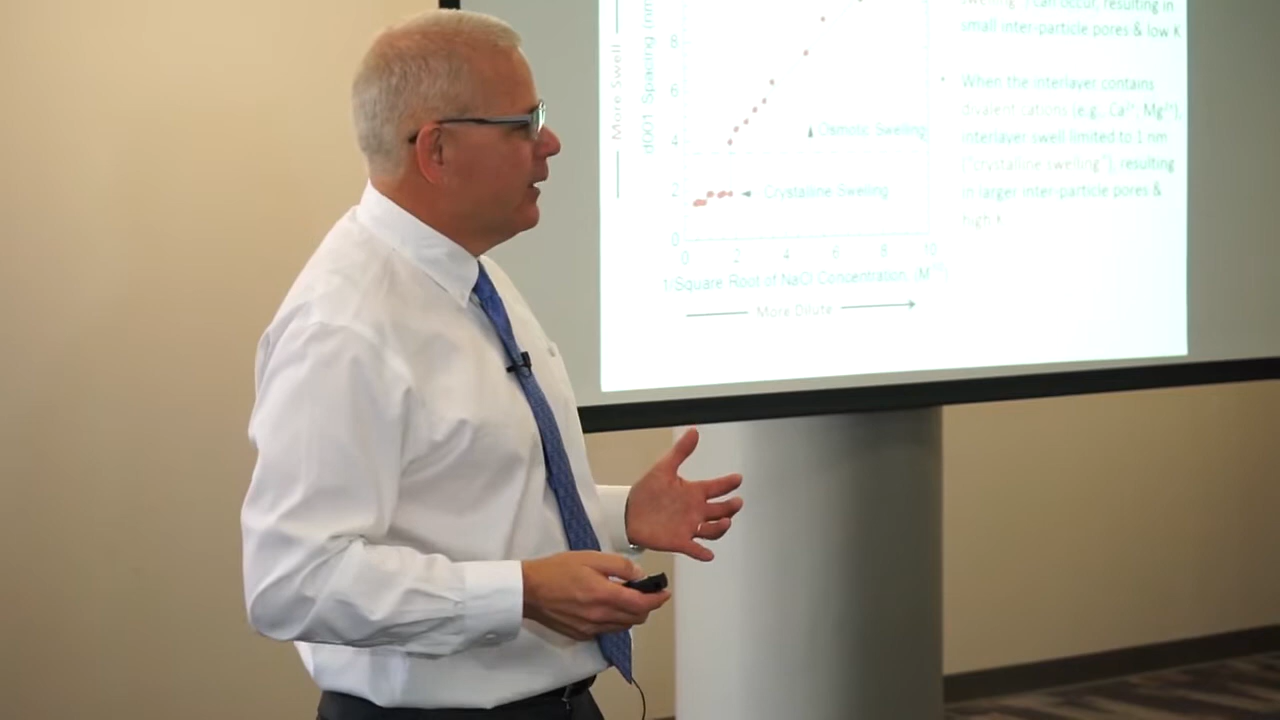 swelling") can occur, resulting in
small inter-particle pores & low K
When the interlayer contains
divalent cations (e.g., Ca²⁺, Mg²⁺),
interlayer swell limited to 1 nm
("crystalline swelling"), resulting
in larger inter-particle pores &
high K
More Swell
d001 Spacing (nm
8
6
4
2
0
Osmotic Swelling
Crystalline Swelling
0 2 4 6 8 10
1/Square Root of NaCl Concentration, (M
More Dilute